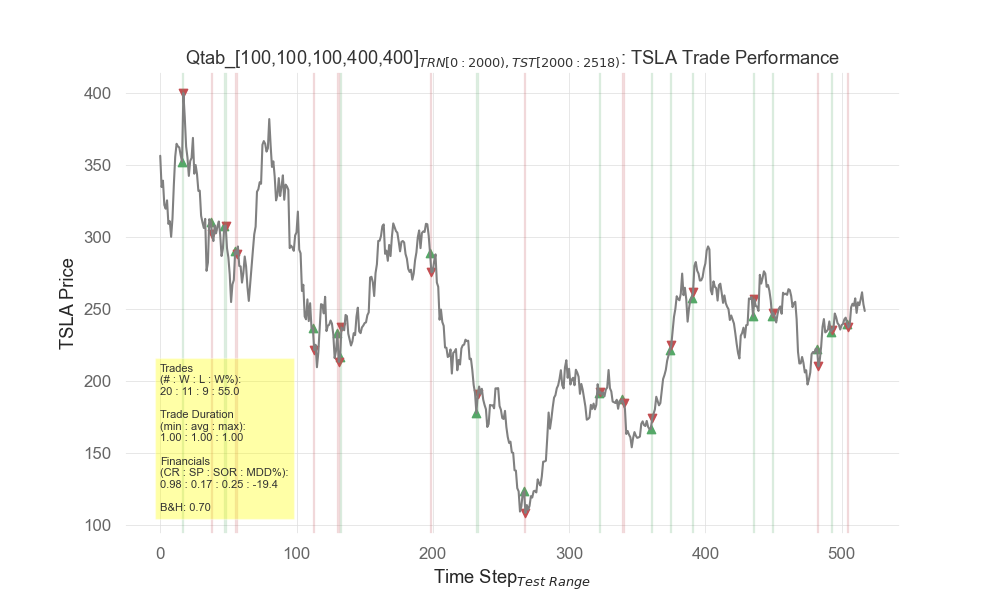 Qtab_[100,100,100,400,400]TRN[0 : 2000), TST[2000 : 2518) : TSLA Trade Performance
TSLA Price
400
350
300
250
200
150
100
Trades
(# : W : L : W%):
20 : 11 : 9 : 55.0
Trade Duration
(min : avg : max):
1.00 : 1.00 : 1.00
Financials
(CR : SP : SOR : MDD%):
0.98 : 0.17 : 0.25 : -19.4
B&H: 0.70
0 100 200 300 400 500
Time StepTest Range